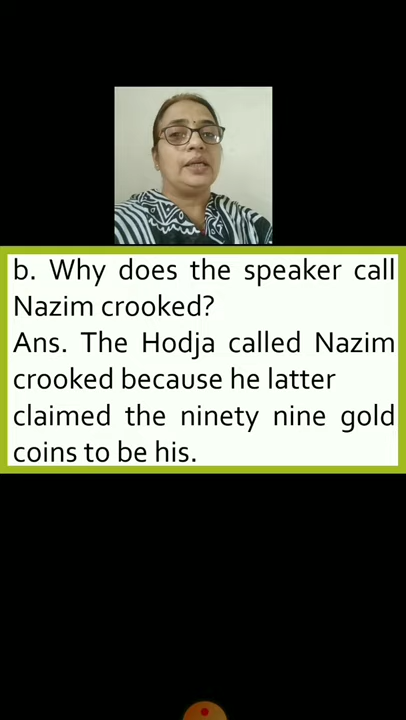 b. Why does the speaker call
Nazim crooked?
Ans. The Hodja called Nazim
crooked because he latter
claimed the ninety nine gold
coins to be his.